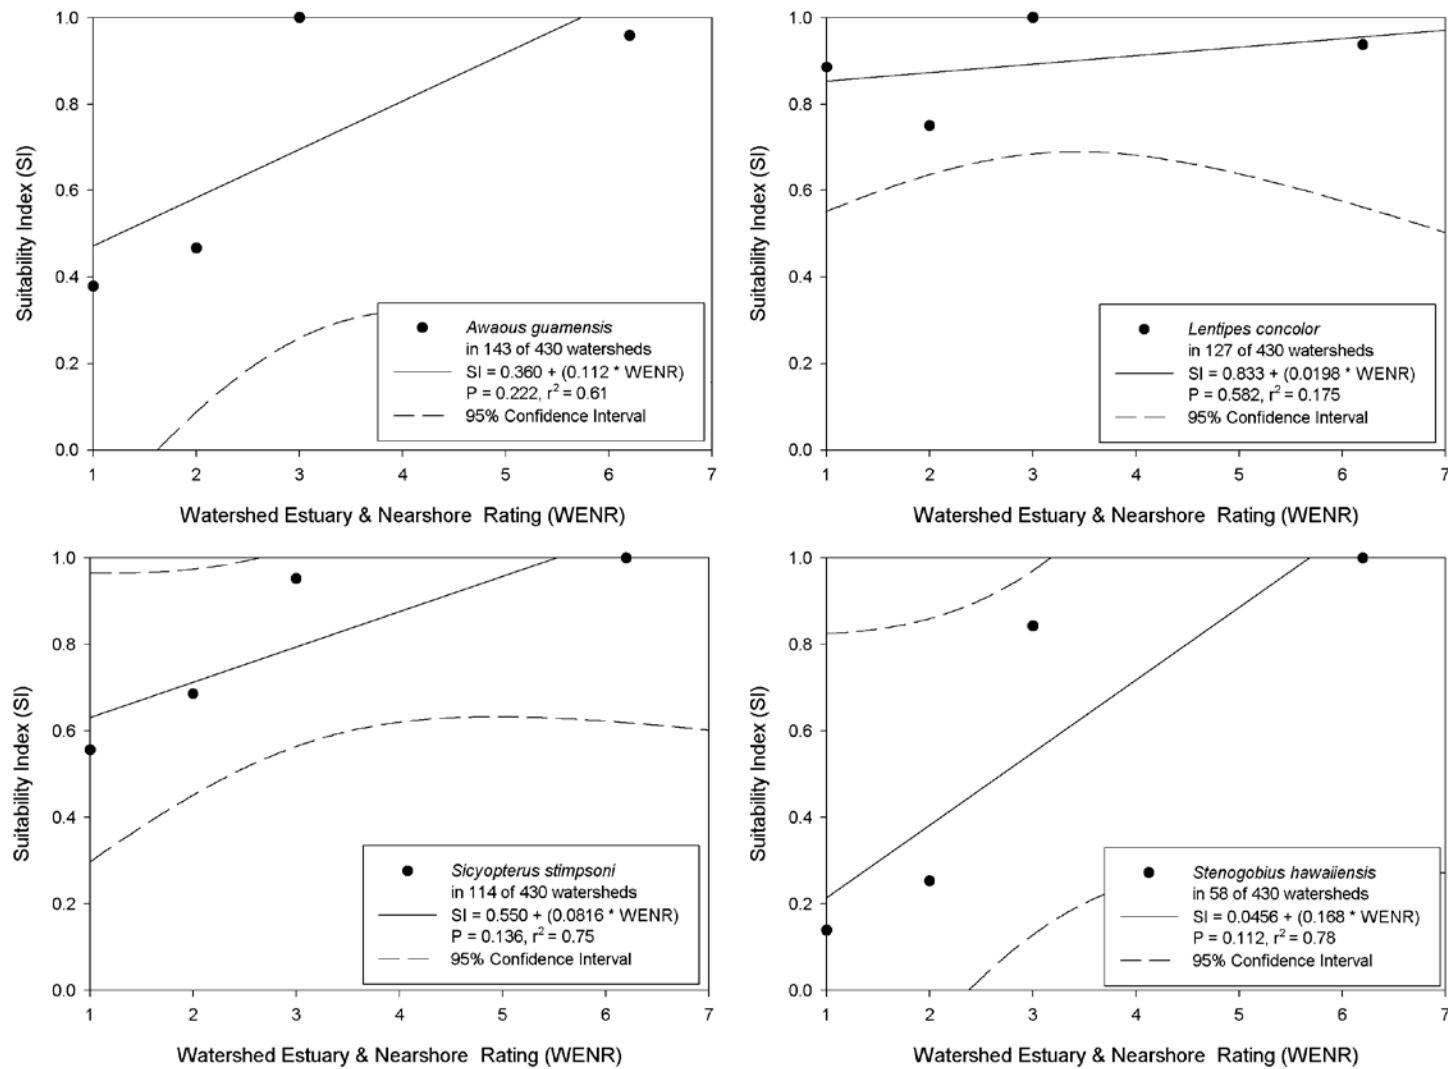 1.0
0.8
0.6
0.4
0.2
0.0
Suitability Index (SI)
Awaous guamensis
in 143 of 430 watersheds
SI = 0.360 + (0.112 * WENR)
P = 0.222, r² = 0.61
95% Confidence Interval
1 2 3 4 5 6 7
Watershed Estuary & Nearshore Rating (WENR)
1.0
0.8
0.6
0.4
0.2
0.0
Suitability Index (SI)
Lentipes concolor
in 127 of 430 watersheds
SI = 0.833 + (0.0198 * WENR)
P = 0.582, r² = 0.175
95% Confidence Interval
1 2 3 4 5 6 7
Watershed Estuary & Nearshore Rating (WENR)
1.0
0.8
0.6
0.4
0.2
0.0
Suitability Index (SI)
Sicyopterus stimpsoni
in 114 of 430 watersheds
SI = 0.550 + (0.0816 * WENR)
P = 0.136, r² = 0.75
95% Confidence Interval
1 2 3 4 5 6 7
Watershed Estuary & Nearshore Rating (WENR)
1.0
0.8
0.6
0.4
0.2
0.0
Suitability Index (SI)
Stenogobius hawaiiensis
in 58 of 430 watersheds
SI = 0.0456 + (0.168 * WENR)
P = 0.112, r² = 0.78
95% Confidence Interval
1 2 3 4 5 6 7
Watershed Estuary & Nearshore Rating (WENR)